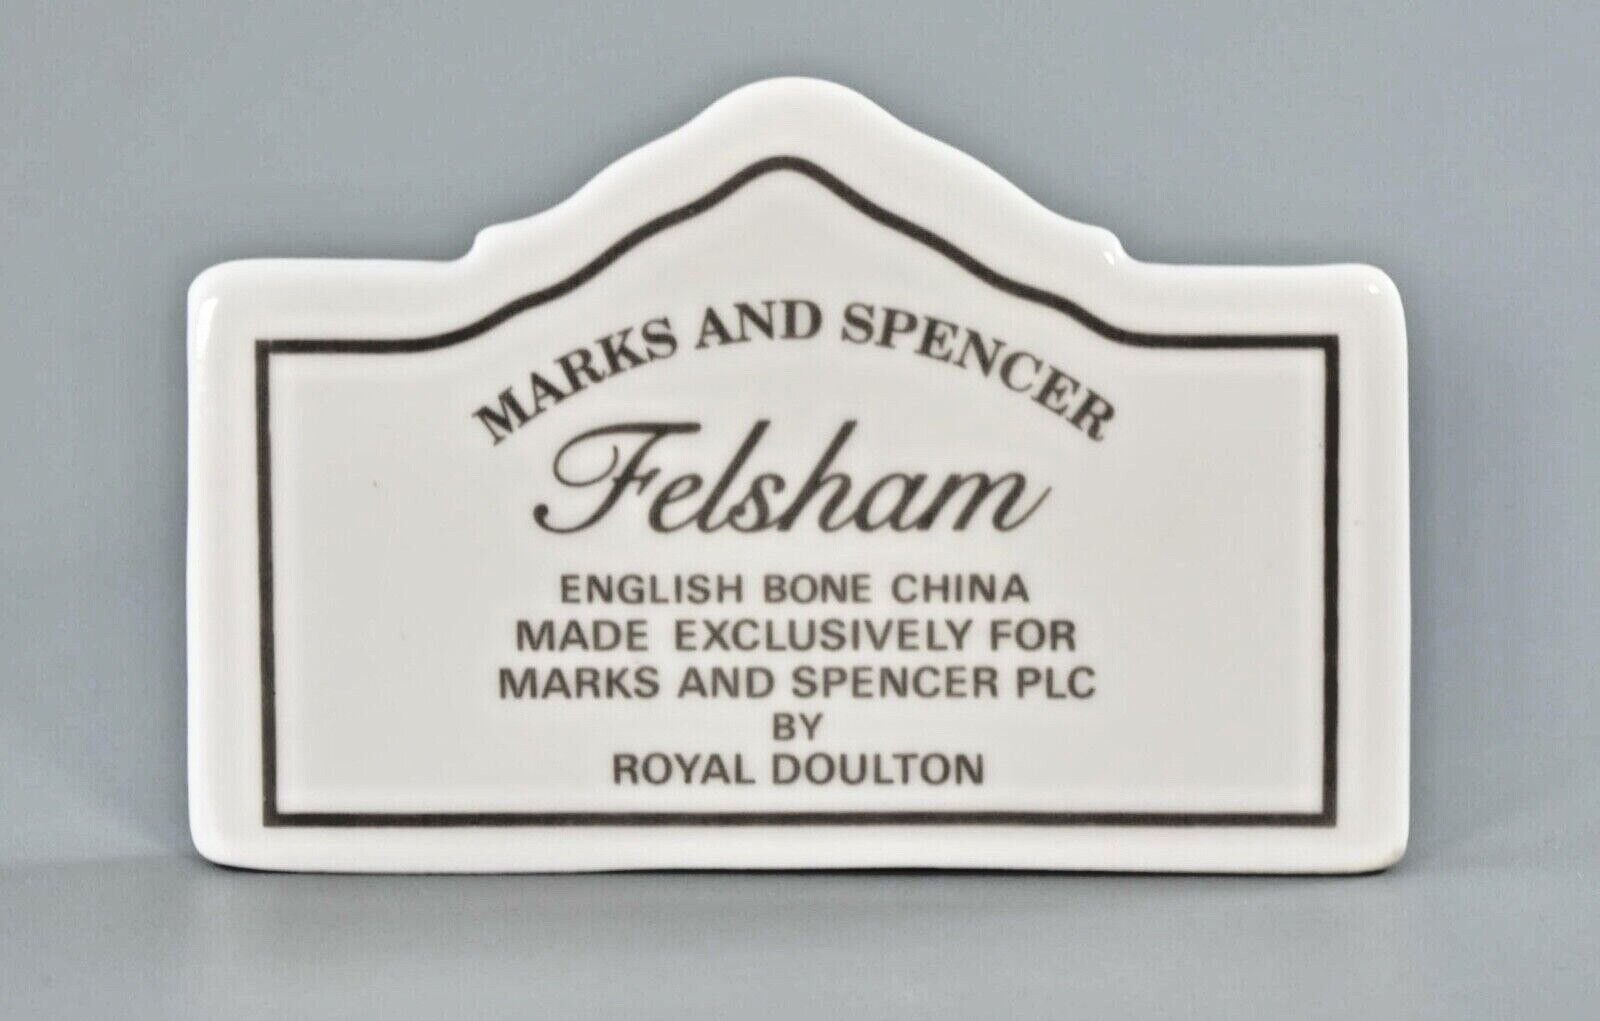 MARKS AND SPENCER
Felsham
ENGLISH BONE CHINA
MADE EXCLUSIVELY FOR
MARKS AND SPENCER PLC
BY
ROYAL DOULTON